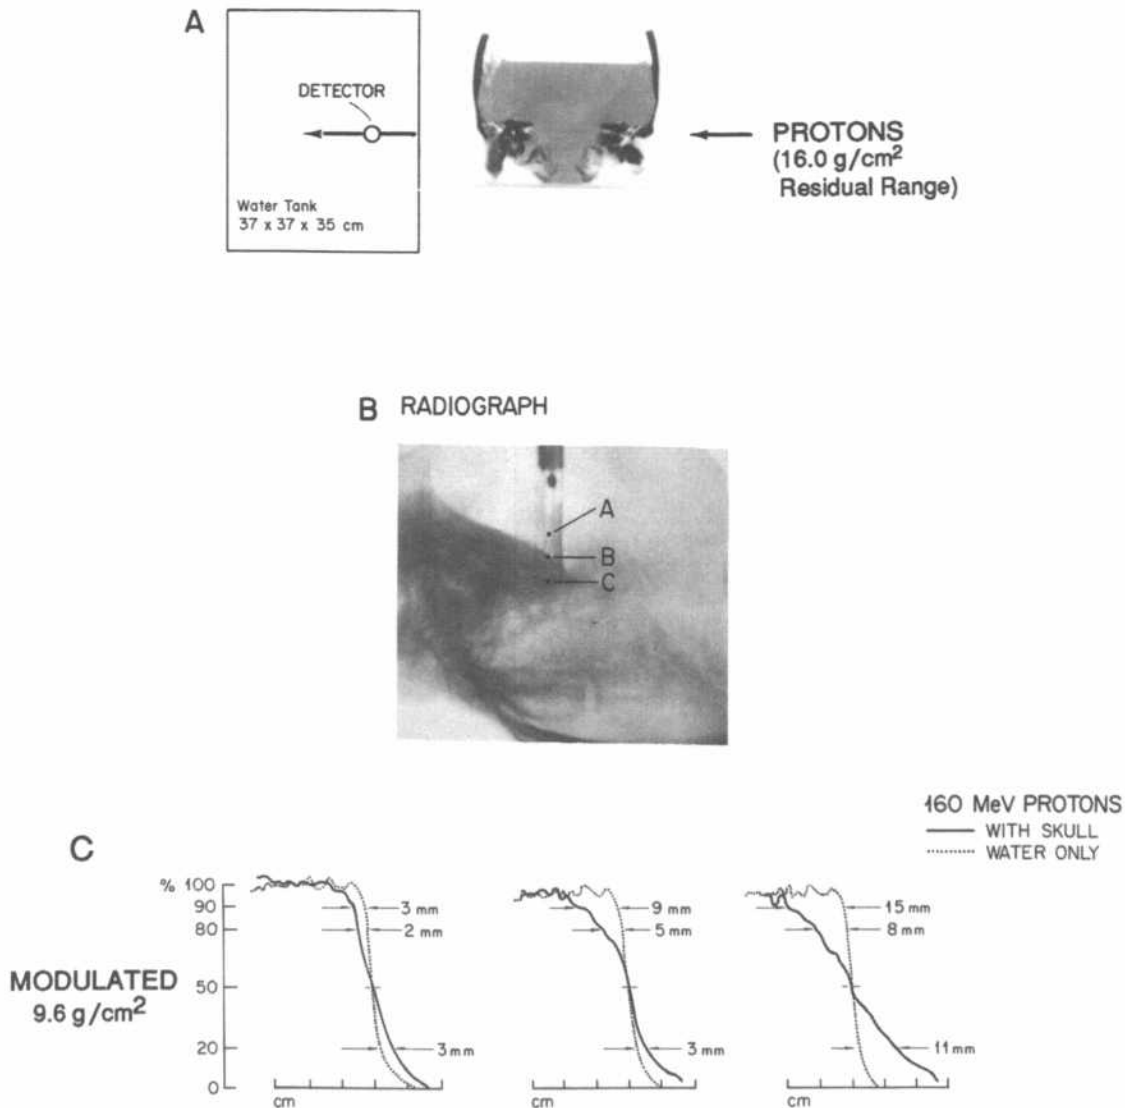 A
DETECTOR
Water Tank
37 x 37 x 35 cm
PROTONS
(16.0 g/cm²
Residual Range)
B RADIOGRAPH
A
B
C
160 MeV PROTONS
WITH SKULL
WATER ONLY
C
% 100
90
80
50
20
0
MODULATED
9.6 g/cm²
3 mm
2 mm
3 mm
cm
9 mm
5 mm
3 mm
cm
15 mm
8 mm
11 mm
cm